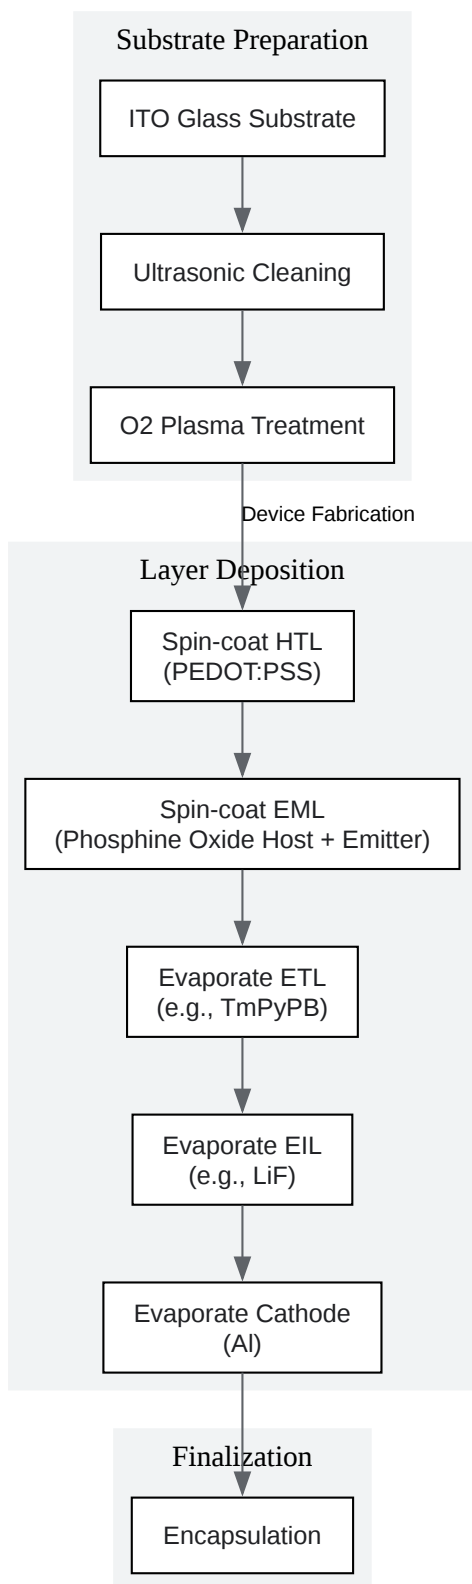 Substrate Preparation
ITO Glass Substrate
Ultrasonic Cleaning
O2 Plasma Treatment
Device Fabrication
Layer Deposition
Spin-coat HTL
(PEDOT:PSS)
Spin-coat EML
(Phosphine Oxide Host + Emitter)
Evaporate ETL
(e.g., TmPyPB)
Evaporate EIL
(e.g., LiF)
Evaporate Cathode
(Al)
Finalization
Encapsulation